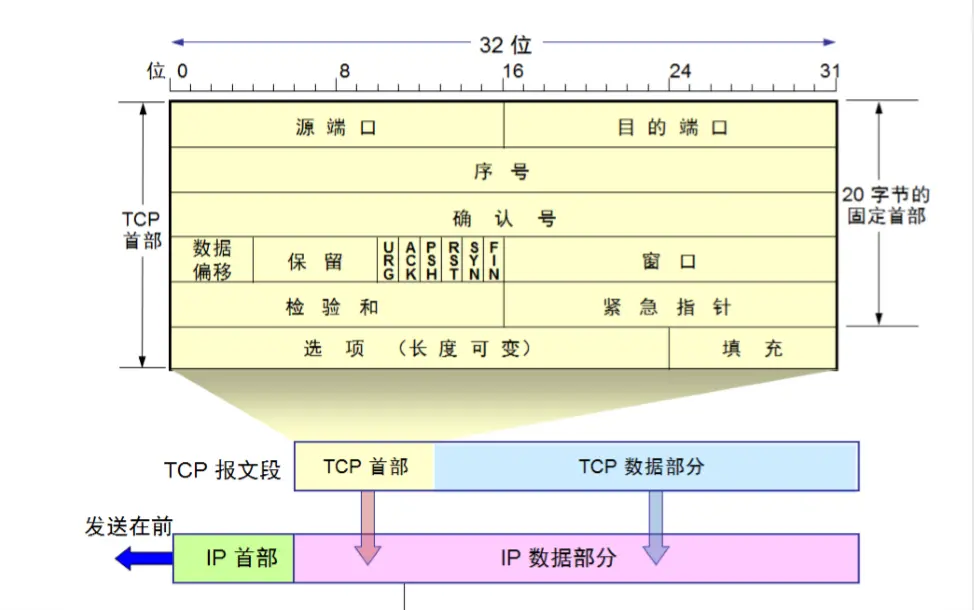 32 位
位 0 8 16 24 31
源 端 口 目 的 端 口
序 号
TCP
首部
20 字节的
固定首部
确 认 号
数据
偏移
保 留
URG
ACK
PSH
RST
SYN
FIN
窗 口
检 验 和 紧 急 指 针
选 项 （长 度 可 变） 填 充
TCP 报文段 TCP 首部 TCP 数据部分
发送在前
IP 首部 IP 数据部分